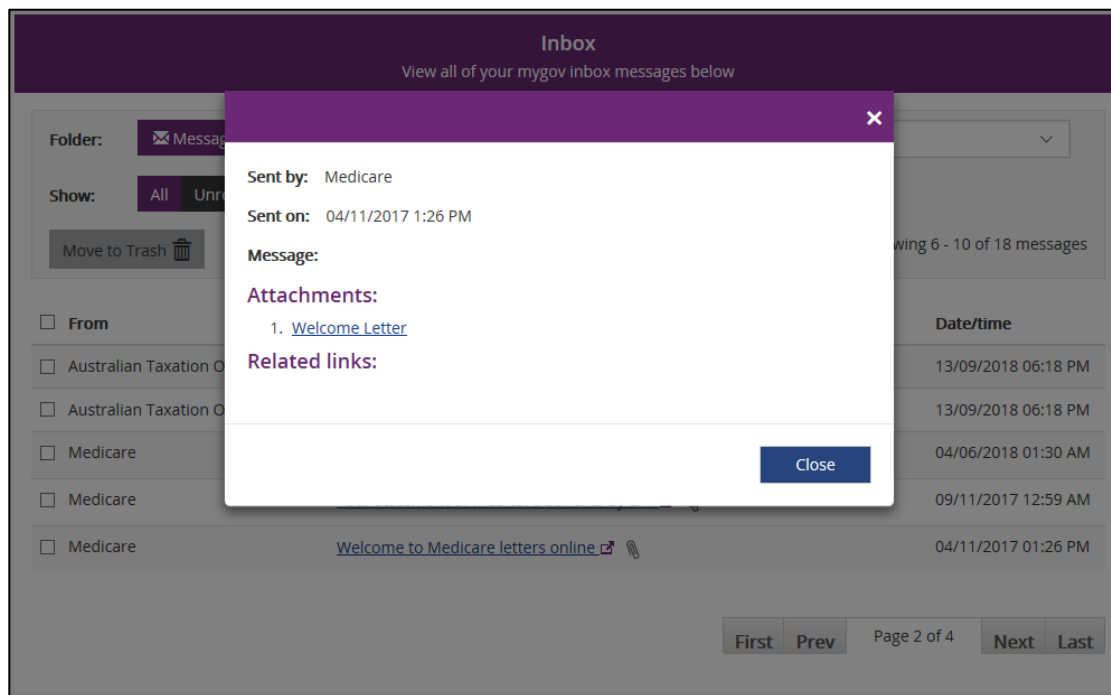 Inbox
View all of your mygov inbox messages below
×
Folder: Messag
Sent by: Medicare
Show: All Unre
Sent on: 04/11/2017 1:26 PM
Move to Trash
Message:
wing 6 - 10 of 18 messages
Attachments:
1. Welcome Letter
From Date/time
Related links:
Australian Taxation O 13/09/2018 06:18 PM
Australian Taxation O 13/09/2018 06:18 PM
Medicare 04/06/2018 01:30 AM
Close
Medicare 09/11/2017 12:59 AM
Medicare Welcome to Medicare letters online 04/11/2017 01:26 PM
First Prev Page 2 of 4 Next Last